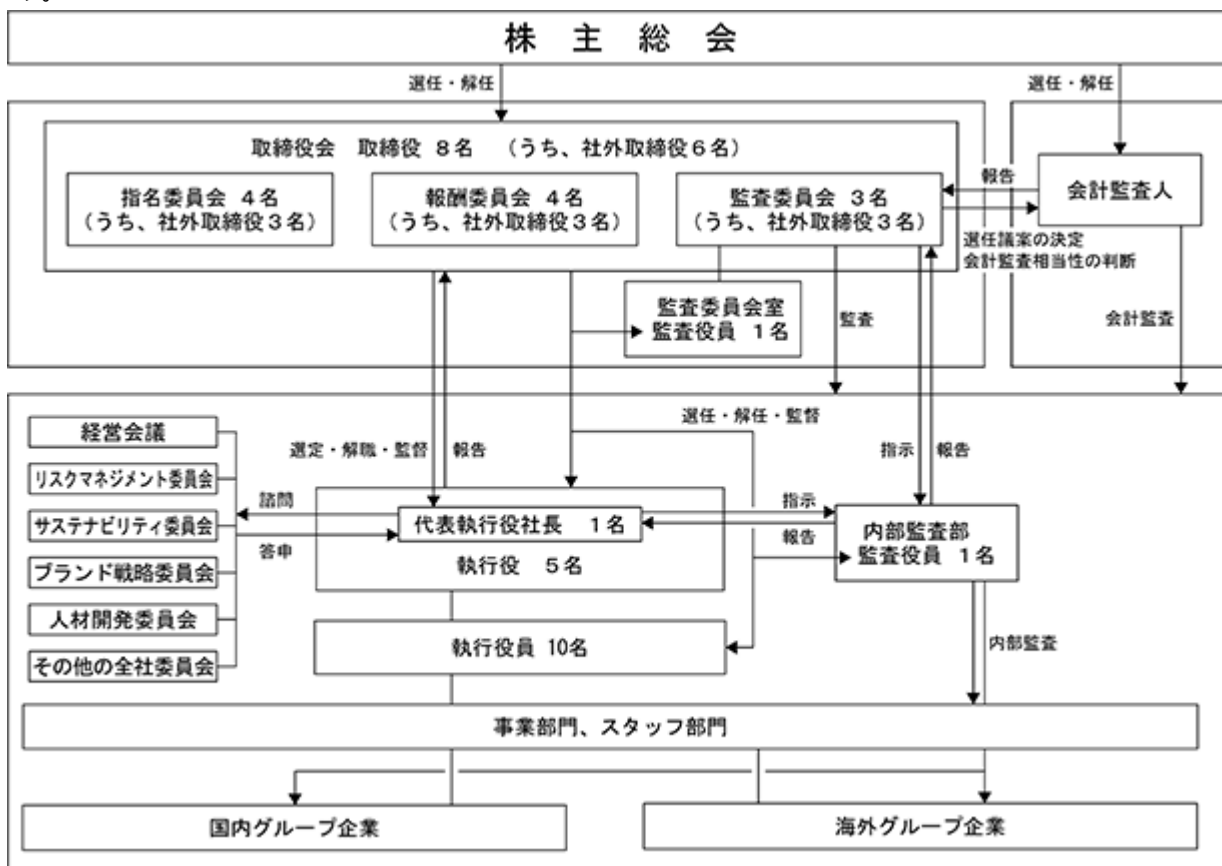 す。
株主総会
選任・解任
選任・解任
取締役会 取締役 8名 (うち、社外取締役6名)
指名委員会 4名
(うち、社外取締役3名)
報酬委員会 4名
(うち、社外取締役3名)
監査委員会 3名
(うち、社外取締役3名)
報告
会計監査人
選任議案の決定
会計監査相当性の判断
監査委員会室
監査役員 1名
監査
会計監査
経営会議
リスクマネジメント委員会
サステナビリティ委員会
ブランド戦略委員会
人材開発委員会
その他の全社委員会
選定・解職・監督
報告
選任・解任・監督
指示
報告
諮問
答申
代表執行役社長 1名
執行役 5名
指示
報告
内部監査部
監査役員 1名
執行役員 10名
内部監査
事業部門、スタッフ部門
国内グループ企業
海外グループ企業